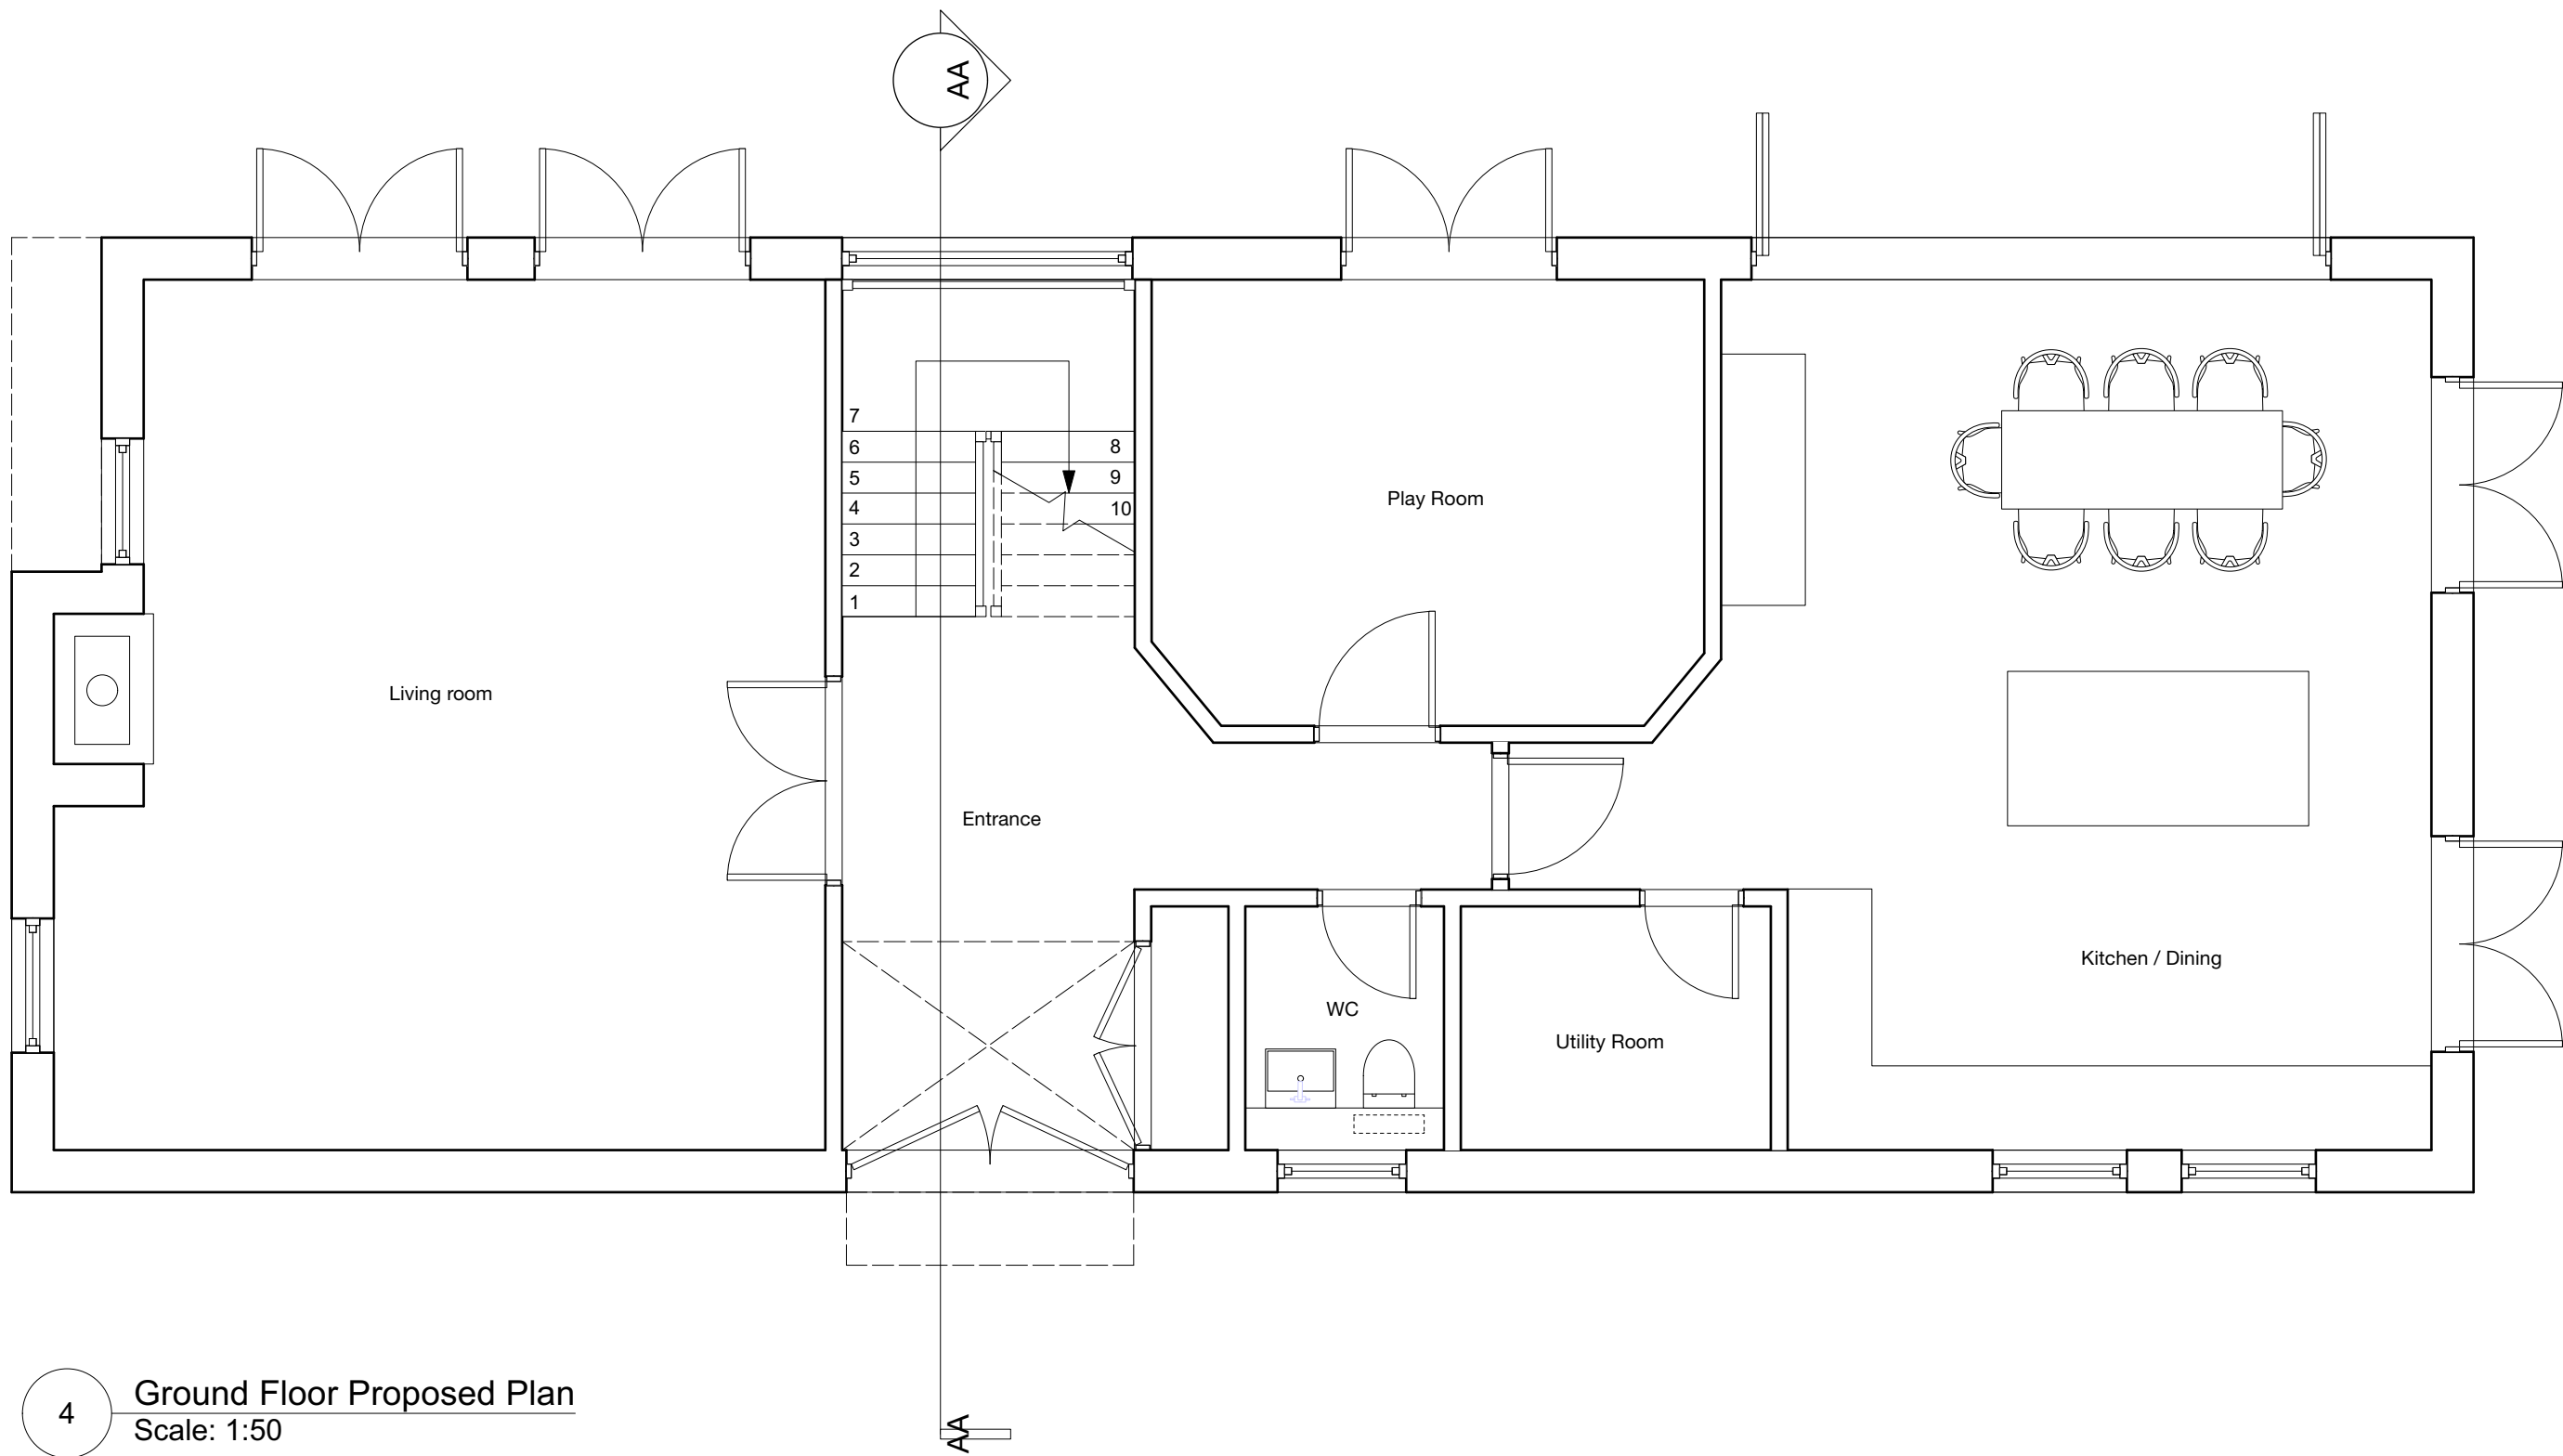 AA
7
6
5
4
3
2
1
8
9
10
Play Room
Living room
Entrance
Kitchen / Dining
WC
Utility Room
4
Ground Floor Proposed Plan
Scale: 1:50
AA